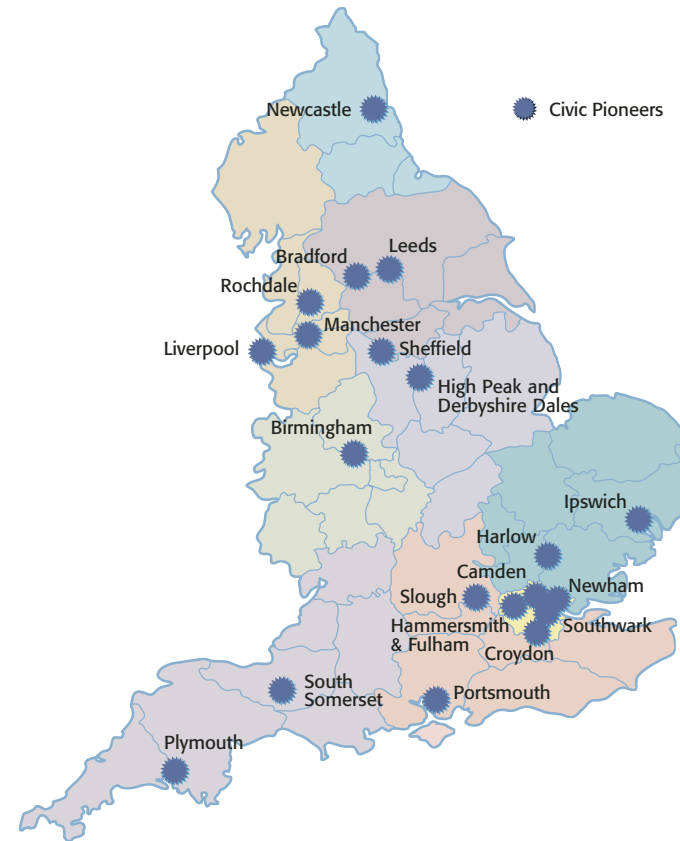 Newcastle
Civic Pioneers
Leeds
Bradford
Rochdale
Manchester
Liverpool
Sheffield
High Peak and
Derbyshire Dales
Birmingham
Ipswich
Harlow
Camden
Newham
Slough
Hammersmith
& Fulham
Southwark
Croydon
South
Somerset
Portsmouth
Plymouth